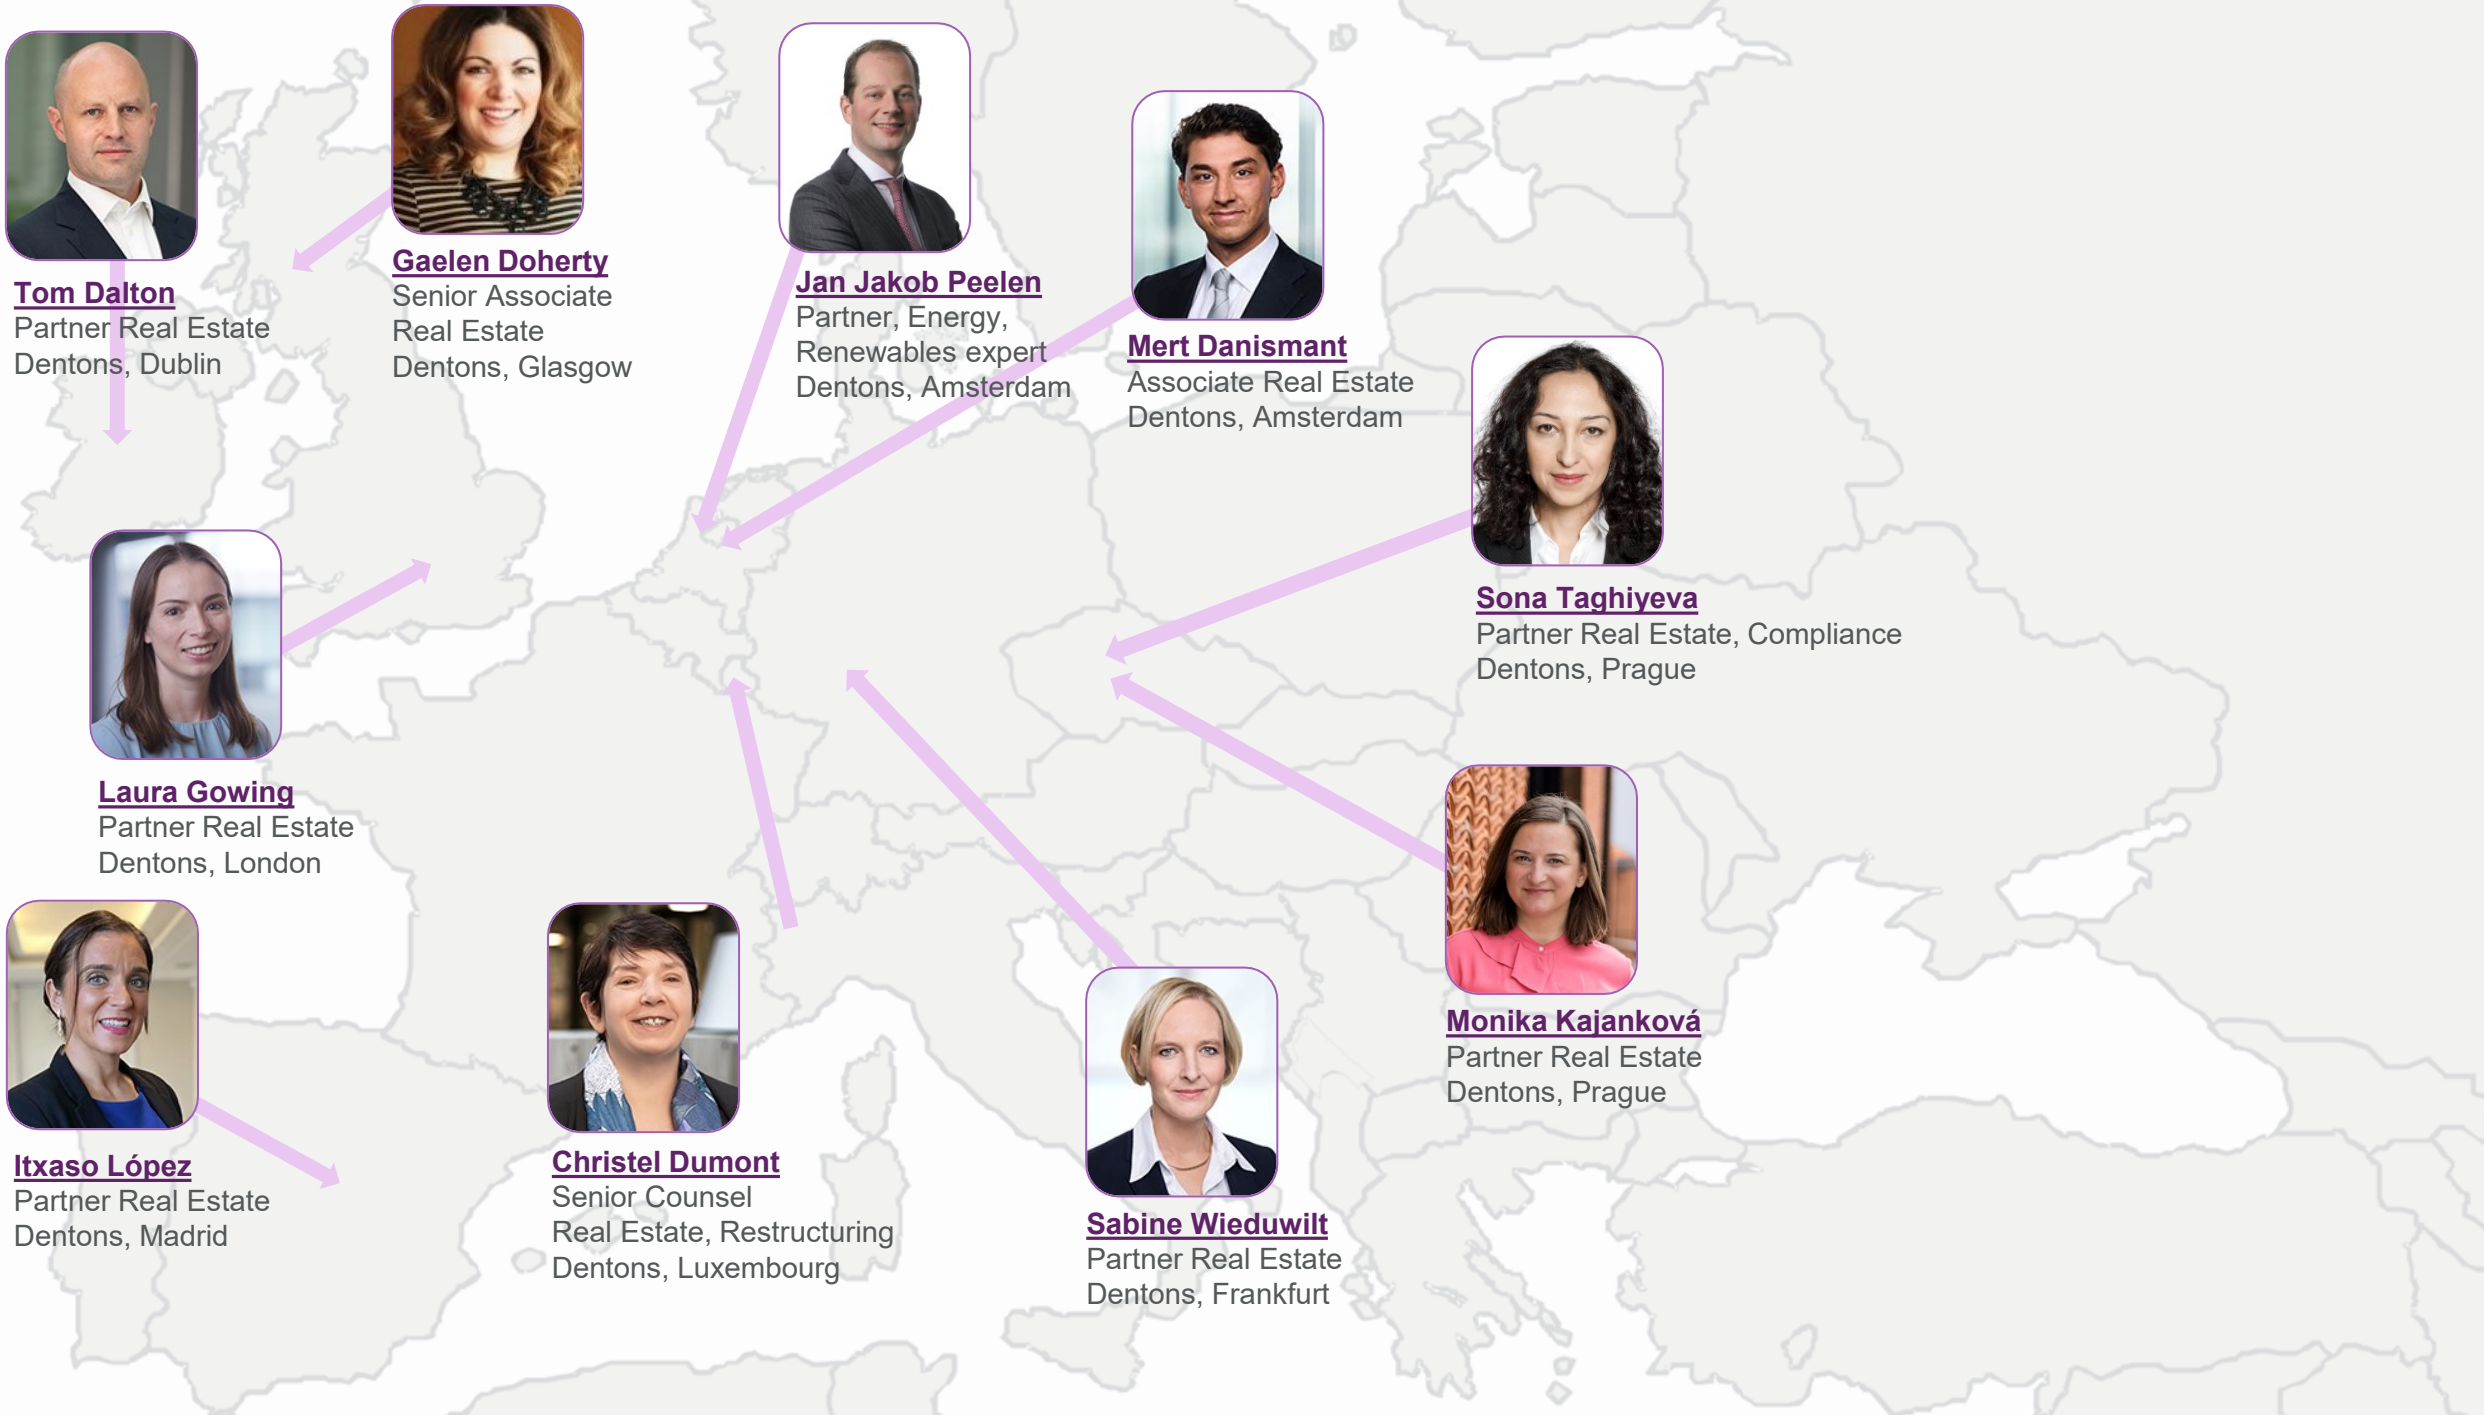 Tom Dalton
Partner Real Estate
Dentons, Dublin
Gaelen Doherty
Senior Associate
Real Estate
Dentons, Glasgow
Jan Jakob Peelen
Partner, Energy,
Renewables expert
Dentons, Amsterdam
Mert Danismant
Associate Real Estate
Dentons, Amsterdam
Sona Taghiyeva
Partner Real Estate, Compliance
Dentons, Prague
Laura Gowing
Partner Real Estate
Dentons, London
Monika Kajanková
Partner Real Estate
Dentons, Prague
Itxaso López
Partner Real Estate
Dentons, Madrid
Christel Dumont
Senior Counsel
Real Estate, Restructuring
Dentons, Luxembourg
Sabine Wieduwilt
Partner Real Estate
Dentons, Frankfurt